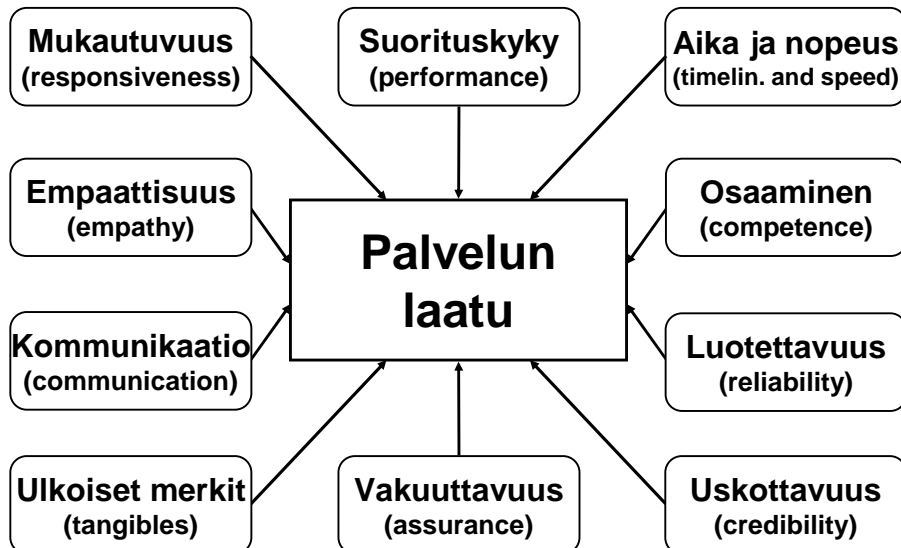 Mukautuvuus
(responsiveness)
Suorituskyky
(performance)
Aika ja nopeus
(timelin. and speed)
Empaattisuus
(empathy)
Palvelun
laatu
Osaaminen
(competence)
Kommunikaatio
(communication)
Luotettavuus
(reliability)
Ulkoiset merkit
(tangibles)
Vakuuttavuus
(assurance)
Uskottavuus
(credibility)